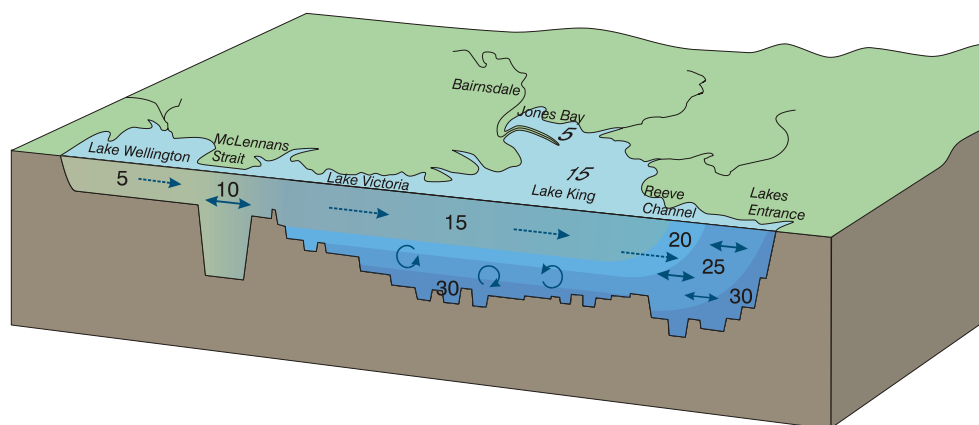 Bairnsdale
Jones Bay
5
McLennans
Strait
Lake Wellington
15
Lake Victoria
Lake King
Reeve
Channel
Lakes
Entrance
5
10
15
20
25
30
30